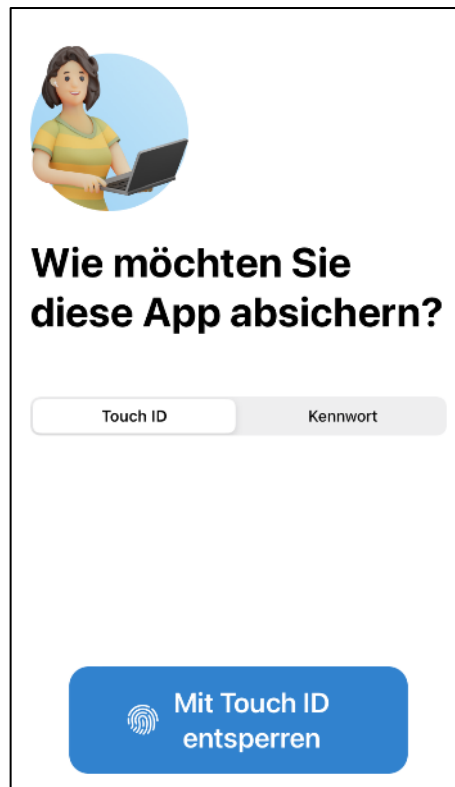 Wie möchten Sie
diese App absichern?
Touch ID
Kennwort
Mit Touch ID
entsperren